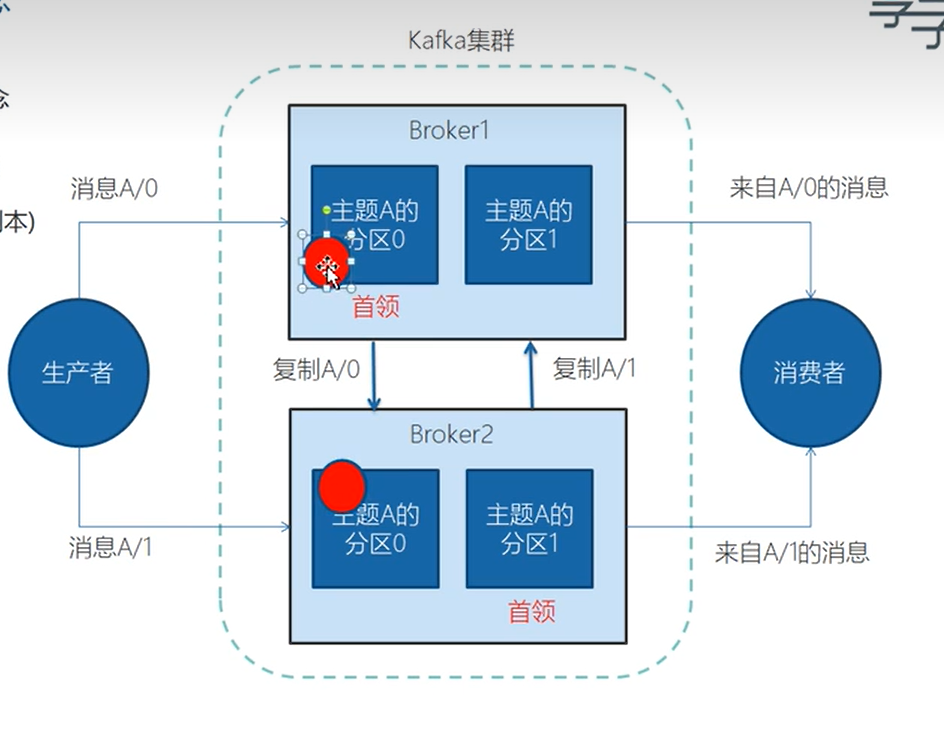 Kafka集群
念
Broker1
消息A/0
主题A的
分区0
主题A的
分区1
来自A/0的消息
本)
首领
生产者
复制A/0
复制A/1
消费者
Broker2
主题A的
分区0
主题A的
分区1
消息A/1
来自A/1的消息
首领